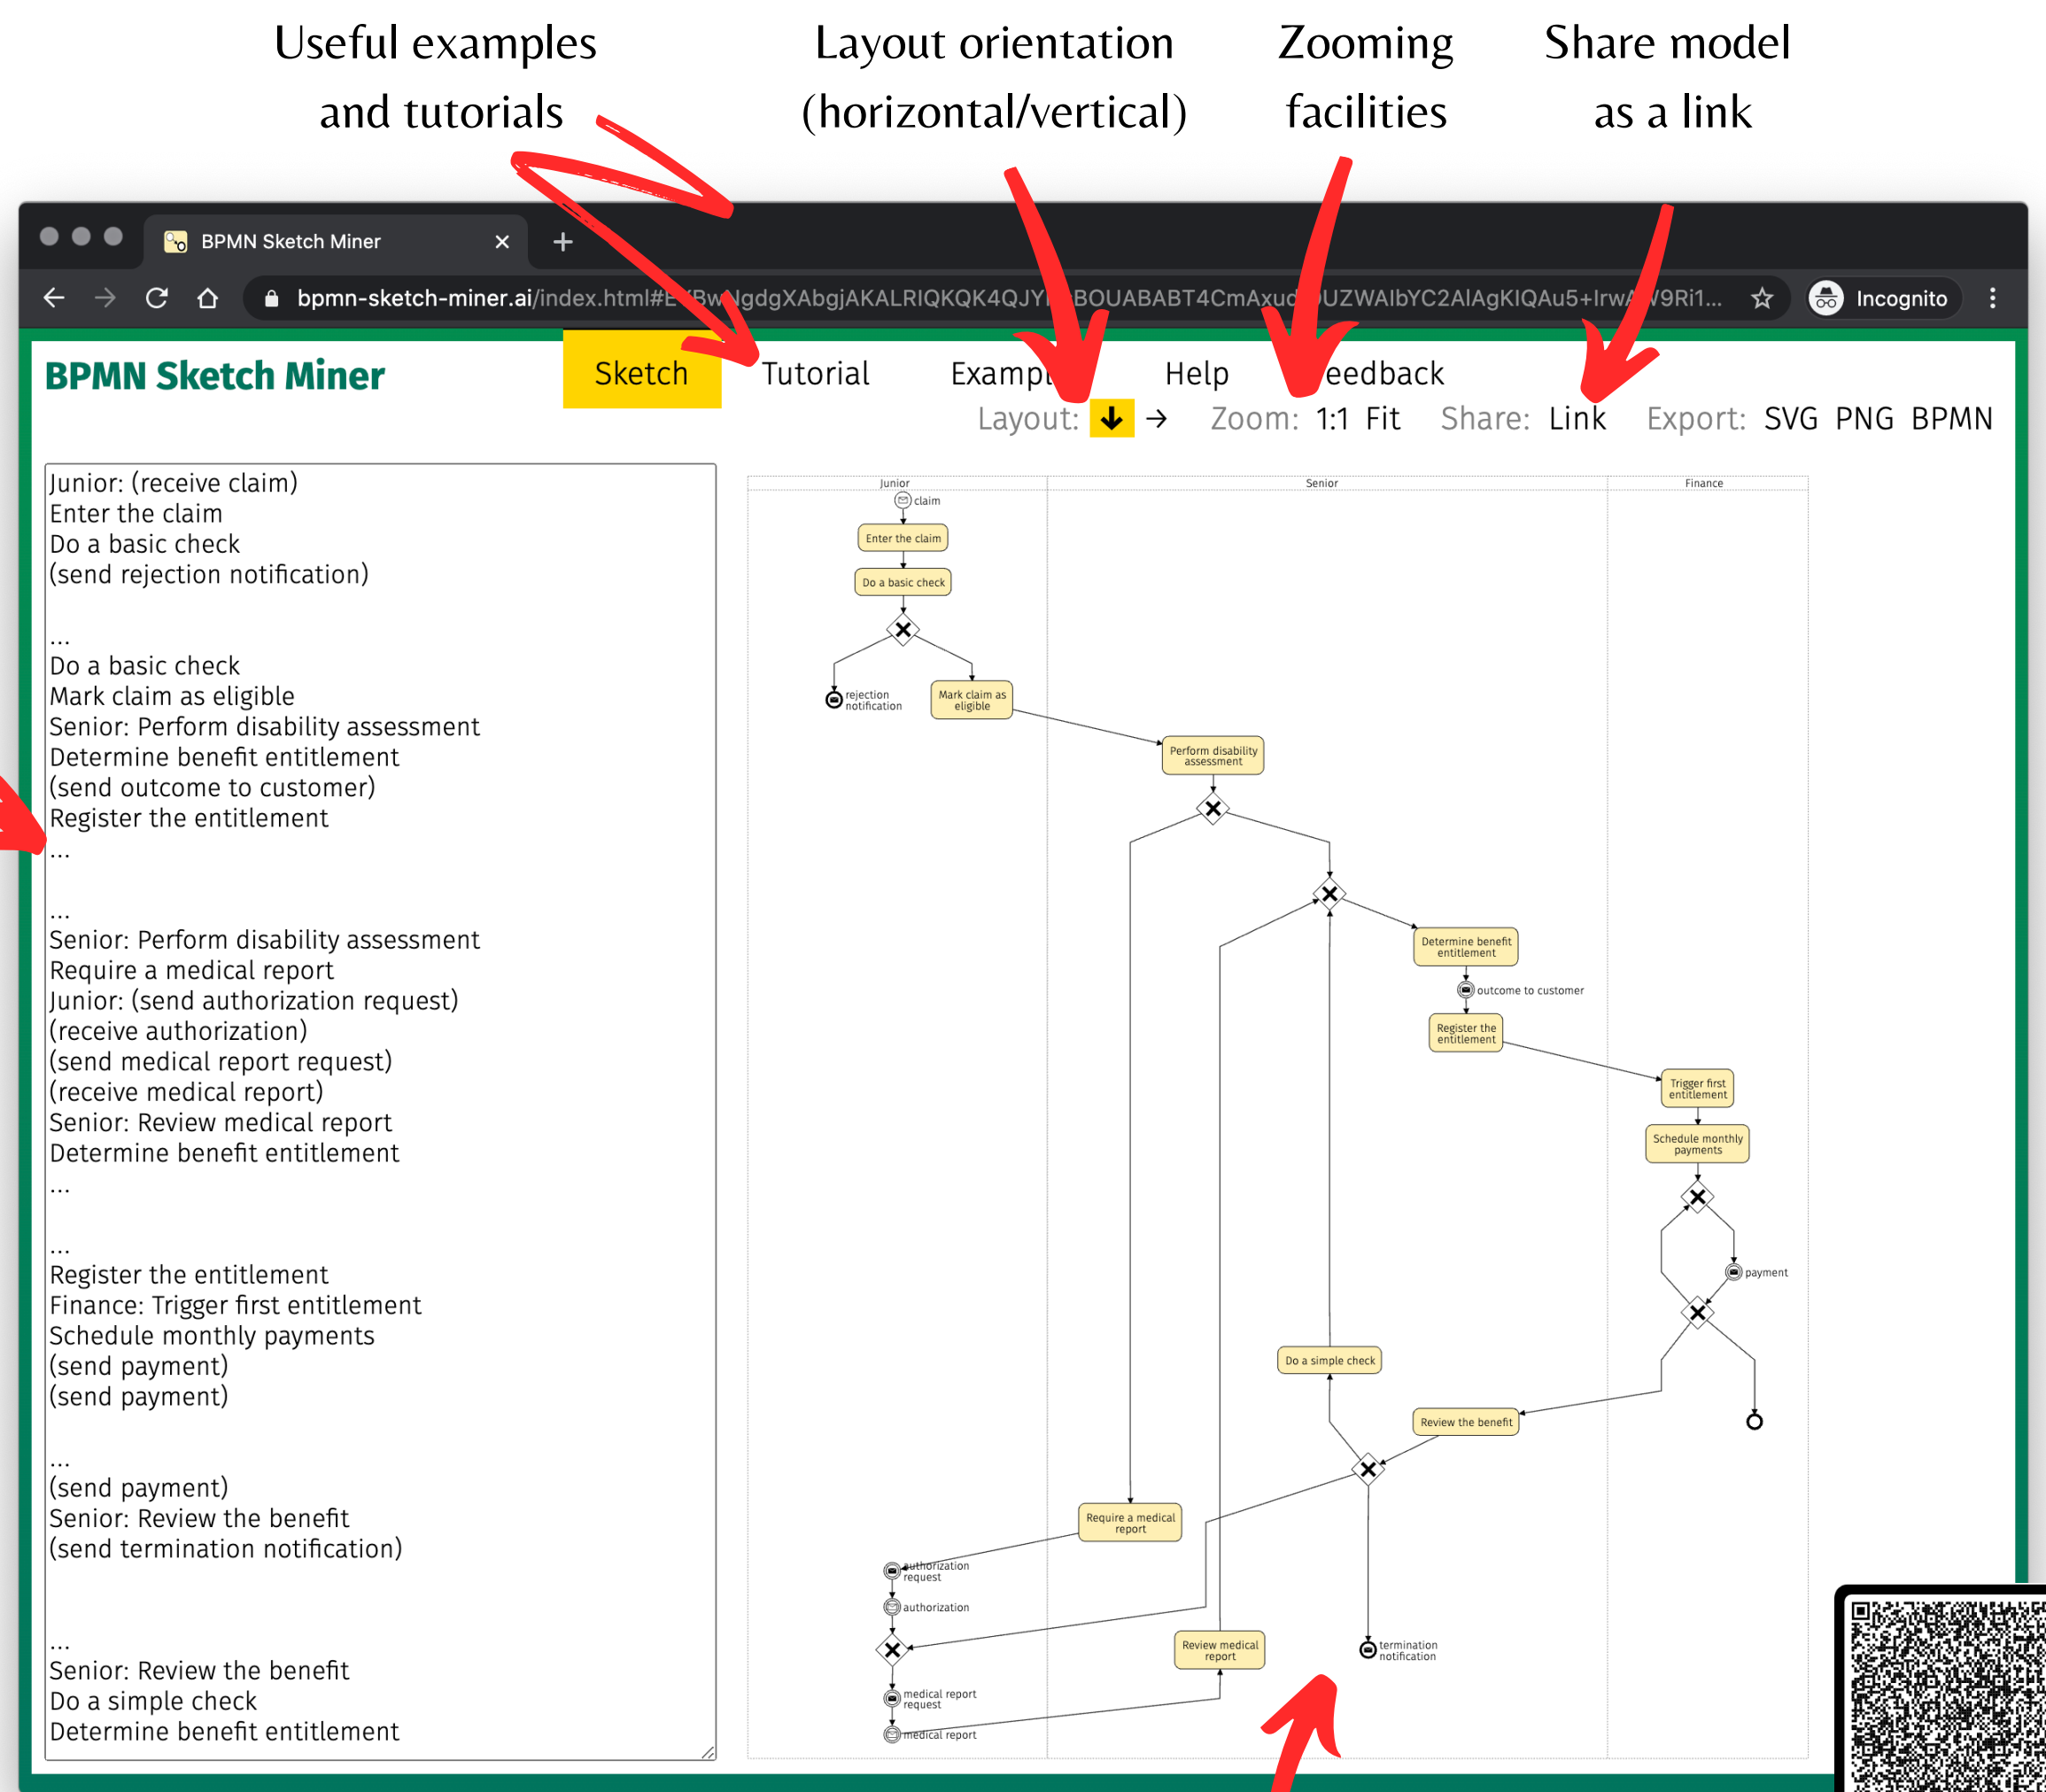 Useful examples
and tutorials
Layout orientation
(horizontal/vertical)
Zooming
facilities
Share model
as a link
BPMN Sketch Miner
Incognito
BPMN Sketch Miner
Sketch
Tutorial
Help
Layout: ↓ → Zoom: 1:1 Fit Share: Link Export: SVG PNG BPMN
Junior: (receive claim)
Enter the claim
Do a basic check
(send rejection notification)
...
Do a basic check
Mark claim as eligible
Senior: Perform disability assessment
Determine benefit entitlement
(send outcome to customer)
Register the entitlement
...
...
Senior: Perform disability assessment
Require a medical report
Junior: (send authorization request)
(receive authorization)
(send medical report request)
(receive medical report)
Senior: Review medical report
Determine benefit entitlement
...
...
Register the entitlement
Finance: Trigger first entitlement
Schedule monthly payments
(send payment)
(send payment)
...
(send payment)
Senior: Review the benefit
(send termination notification)
...
Senior: Review the benefit
Do a simple check
Determine benefit entitlement
Junior
Senior
Finance
claim
Enter the claim
Do a basic check
rejection
notification
Mark claim as
eligible
Perform disability
assessment
Determine benefit
entitlement
outcome to customer
Register the
entitlement
Trigger first
entitlement
Schedule monthly
payments
payment
Do a simple check
Review the benefit
Require a medical
report
authorization
request
authorization
Review medical
report
termination
notification
medical report
request
medical report